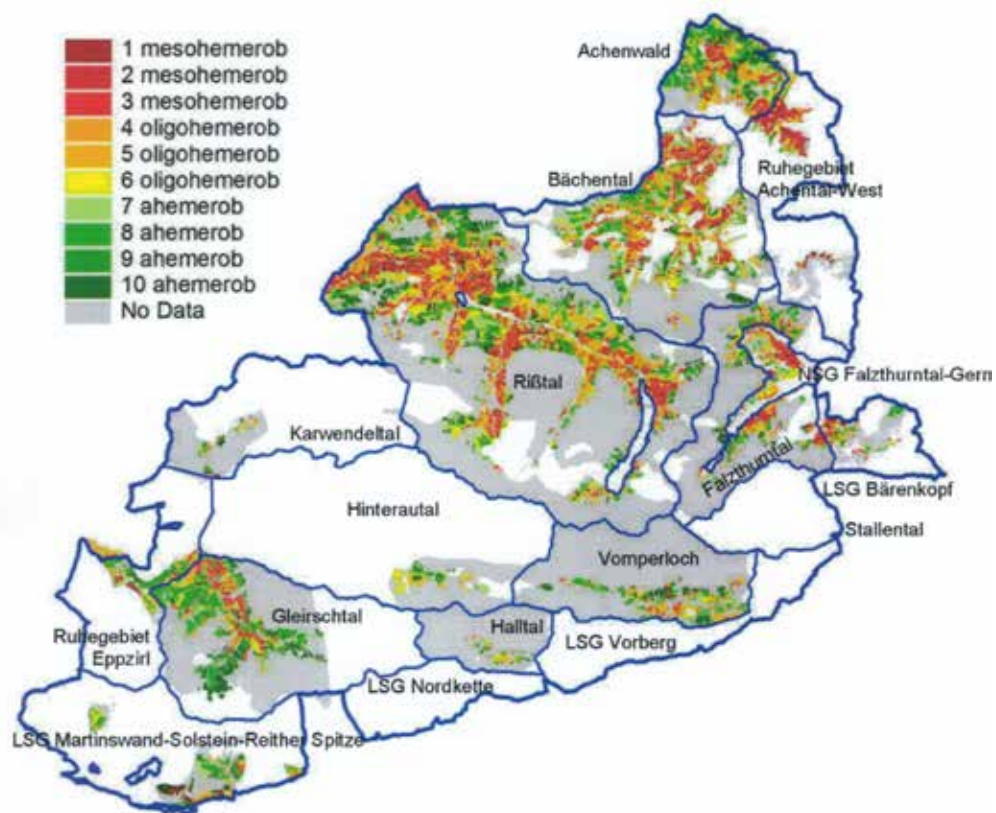 1 mesohemerob
2 mesohemerob
3 mesohemerob
4 oligohemerob
5 oligohemerob
6 oligohemerob
7 ahemerob
8 ahemerob
9 ahemerob
10 ahemerob
No Data
Achenwald
Ruhegebiet
Achental-West
Bächental
Rißtal
NSG Falzthurntal-Gern
Karwendeltal
Falzthurntal
LSG Bärenkopf
Hinterautal
Stallental
Vomperloch
Gleirschtal
Halltal
Ruhegebiet
Eppzirl
LSG Vorberg
LSG Nordkette
LSG Martinswand-Solstein-Reither Spitze